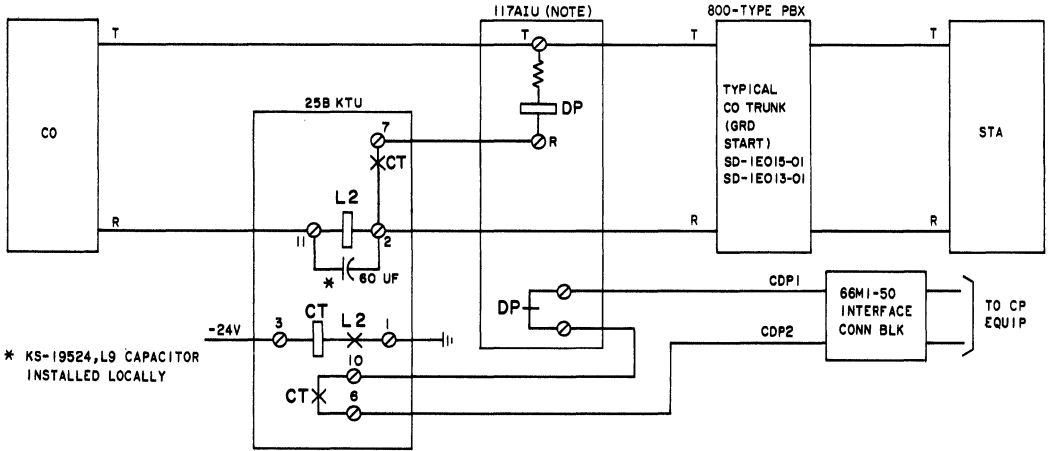 117A1U (NOTE)
800-TYPE PBX
T
T
T
T
25B KTU
CO
7
CT
DP
R
TYPICAL
CO TRUNK
(GRD
START)
SD-1E015-01
SD-1E013-01
STA
L2
R
11
2
R
R
* 60 UF
CT
L2
-24V
3
1
DP
CDP1
CDP2
66M1-50
INTERFACE
CONN BLK
TO CP
EQUIP
* KS-19524, L9 CAPACITOR
INSTALLED LOCALLY
10
CT
6